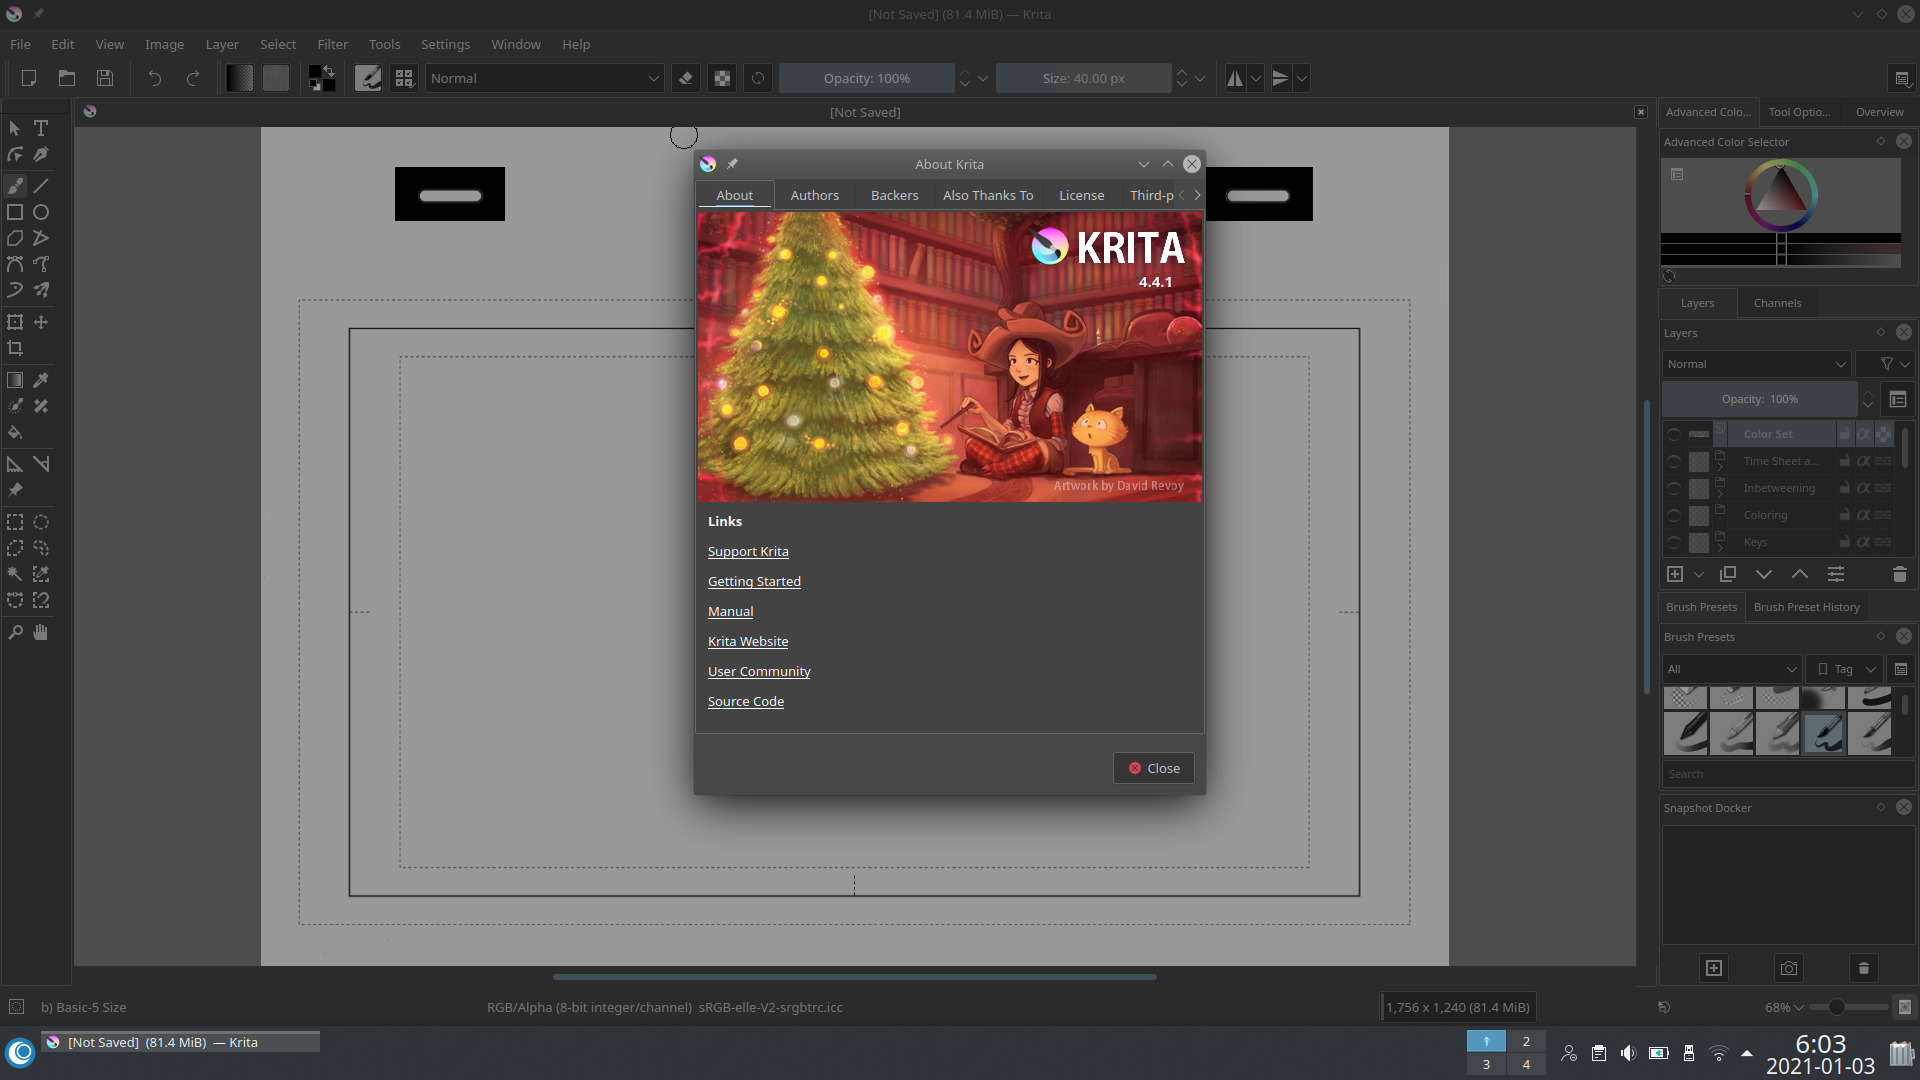 [Not Saved] (81.4 MiB) — Krita
File Edit View Image Layer Select Filter Tools Settings Window Help
Normal
Opacity: 100%
Size: 40.00 px
[Not Saved]
Advanced Colo... Tool Optio... Overview
Advanced Color Selector
About Krita
About Authors Backers Also Thanks To License Third-p
KRITA
4.4.1
Artwork by David Revoy
Links
Support Krita
Getting Started
Manual
Krita Website
User Community
Source Code
Close
Layers Channels
Layers
Normal
Opacity: 100%
Color Set
Time Sheet a...
Inbetweening
Coloring
Keys
Brush Presets Brush Preset History
Brush Presets
All
Tag
Search
Snapshot Docker
b) Basic-5 Size
RGB/Alpha (8-bit integer/channel) sRGB-elle-V2-srgbtrc.icc
1,756 x 1,240 (81.4 MiB)
68%
[Not Saved] (81.4 MiB) — Krita
2
3 4
6:03
2021-01-03